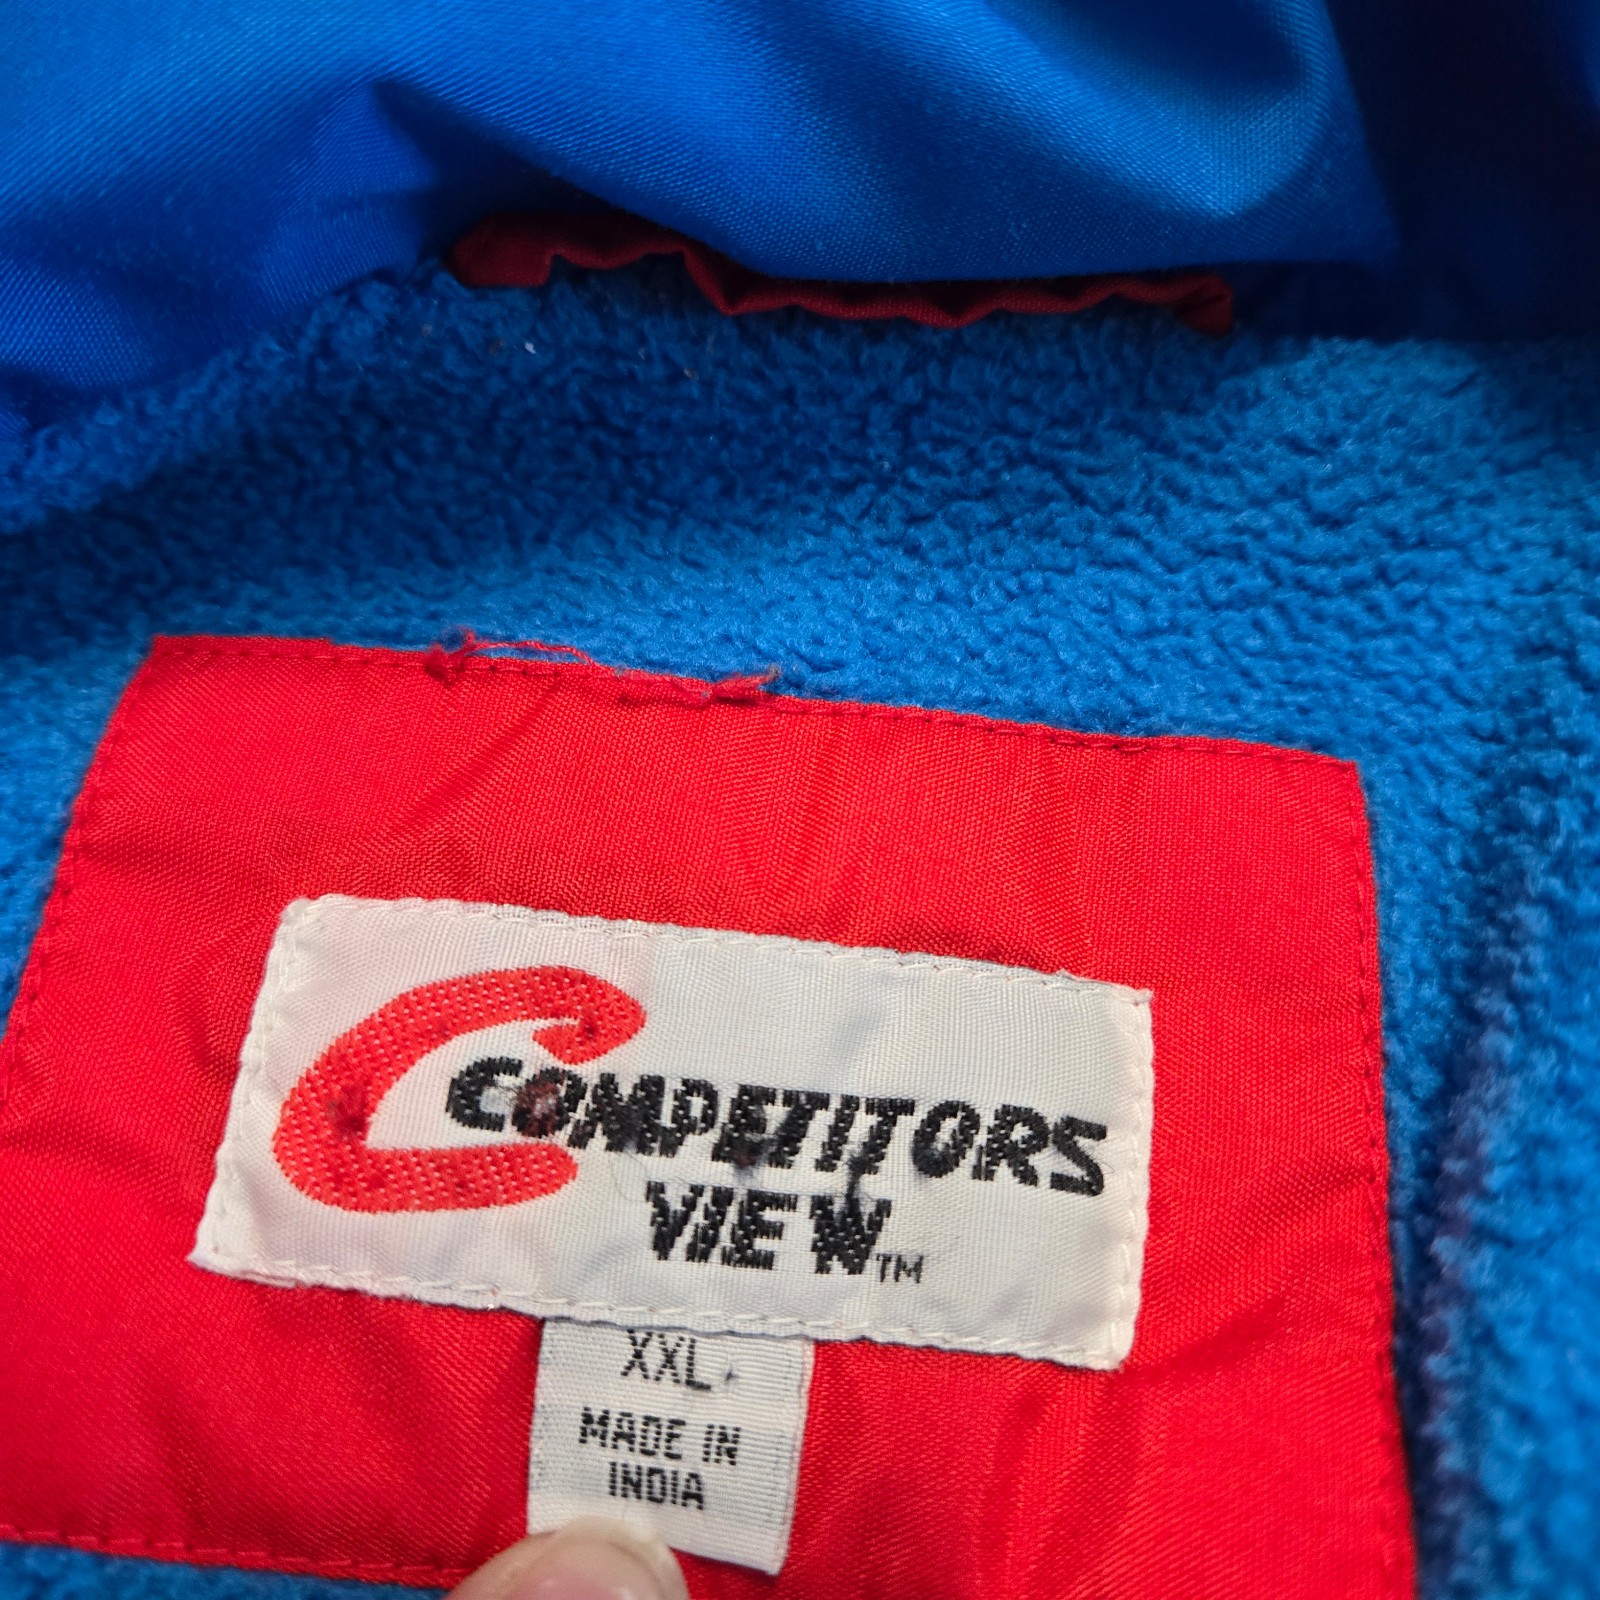 COMPETITORS
VIEW™
XXL
MADE IN
INDIA